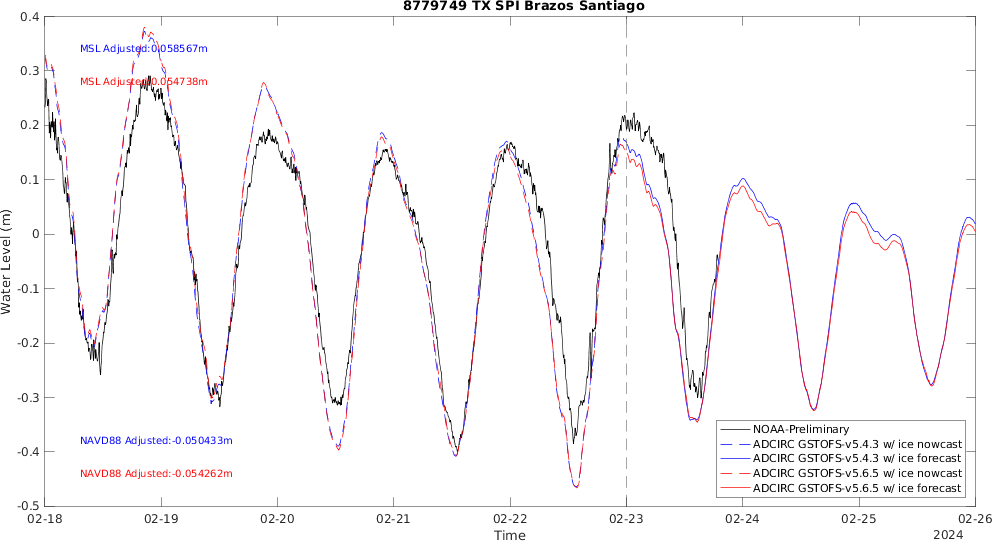 8779749 TX SPI Brazos Santiago
MSL Adjusted:0.058567m
MSL Adjusted:0.054738m
NAVD88 Adjusted:-0.050433m
NAVD88 Adjusted:-0.054262m
Water Level (m)
0.4
0.3
0.2
0.1
0
-0.1
-0.2
-0.3
-0.4
-0.5
NOAA-Preliminary
ADCIRC GSTOFS-v5.4.3 w/ ice nowcast
ADCIRC GSTOFS-v5.4.3 w/ ice forecast
ADCIRC GSTOFS-v5.6.5 w/ ice nowcast
ADCIRC GSTOFS-v5.6.5 w/ ice forecast
02-18 02-19 02-20 02-21 02-22 02-23 02-24 02-25 02-26
Time
2024